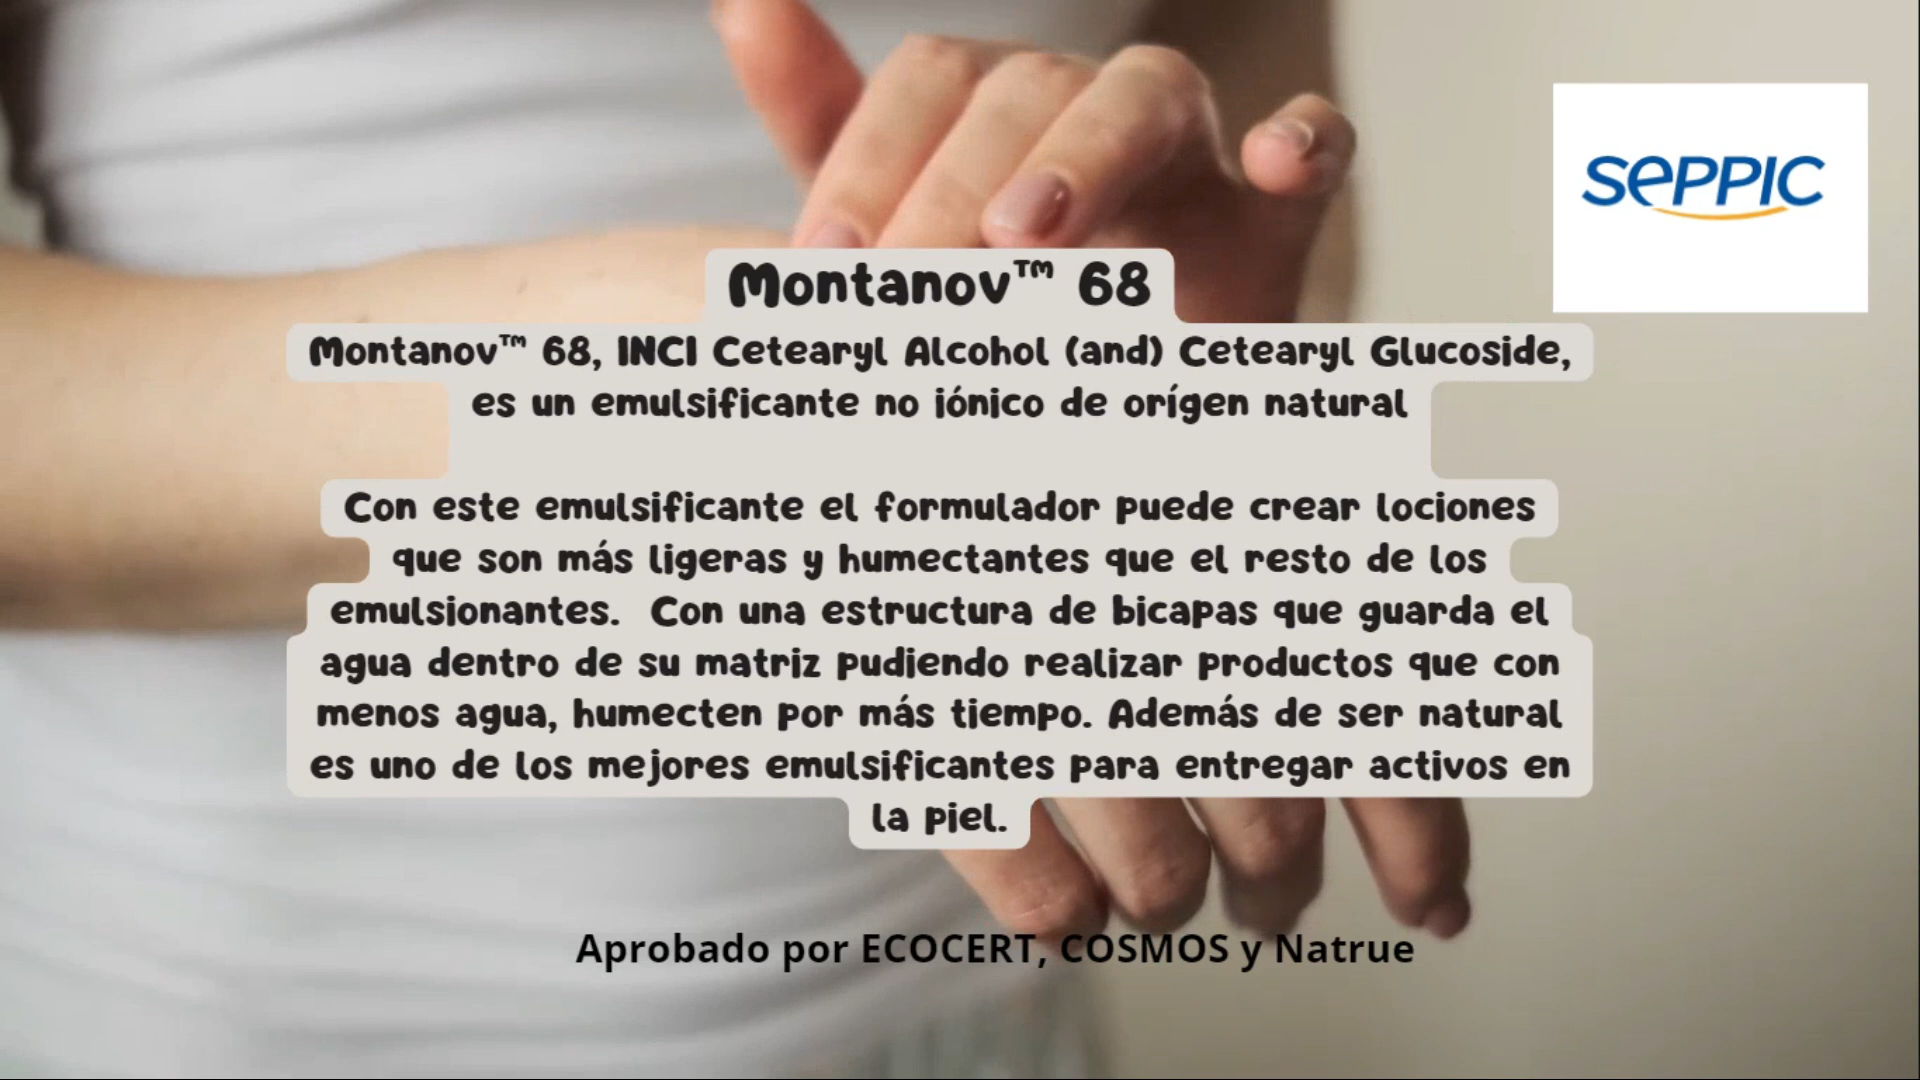 SEPPIC
Montanov™ 68
Montanov™ 68, INCI Cetearyl Alcohol (and) Cetearyl Glucoside,
es un emulsificante no iónico de orígen natural
Con este emulsificante el formulador puede crear lociones
que son más ligeras y humectantes que el resto de los
emulsionantes.  Con una estructura de bicapas que guarda el
agua dentro de su matriz pudiendo realizar productos que con
menos agua, humecten por más tiempo. Además de ser natural
es uno de los mejores emulsificantes para entregar activos en
la piel.
Aprobado por ECOCERT, COSMOS y Natrue